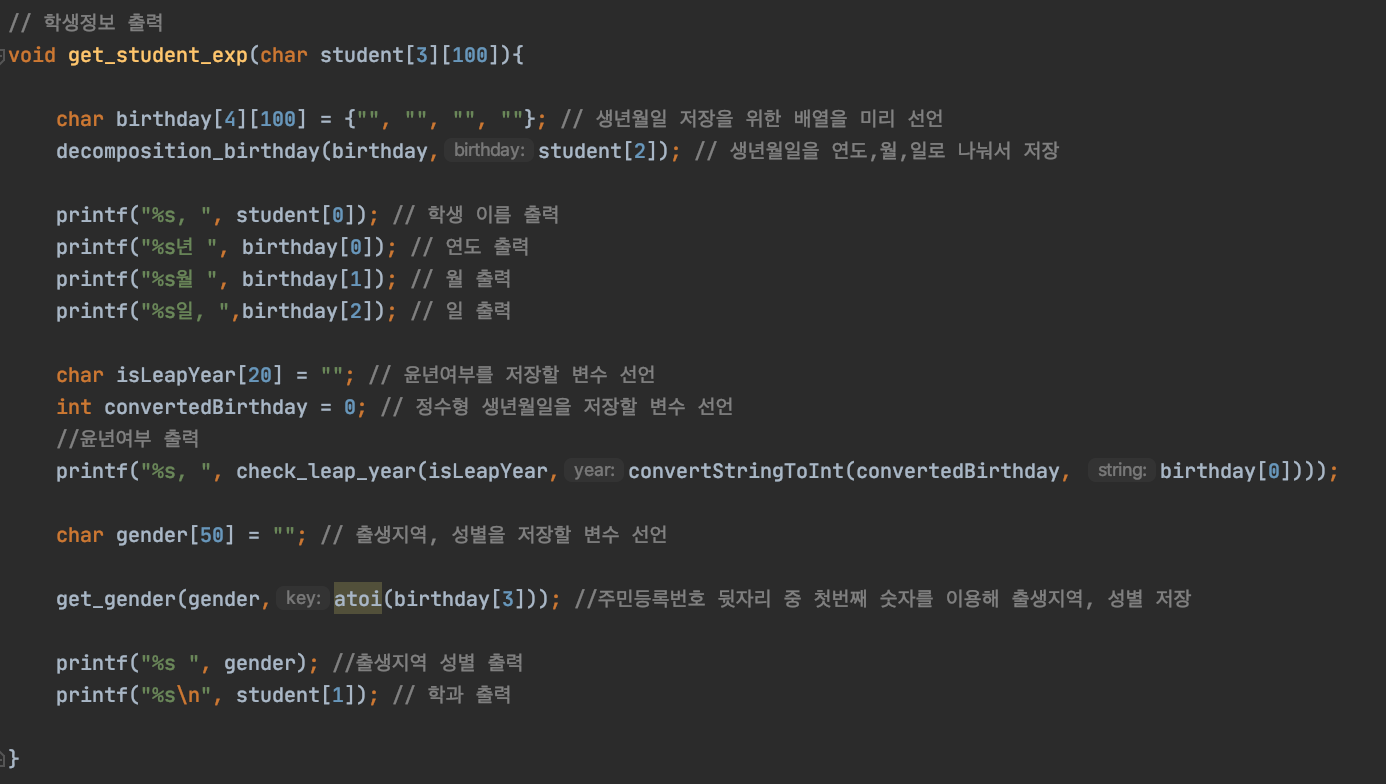 // 학생정보 출력
void get_student_exp(char student[3][100]){
char birthday[4][100] = {"", "", "", ""}; // 생년월일 저장을 위한 배열을 미리 선언
decomposition_birthday(birthday, birthday: student[2]); // 생년월일을 연도,월,일로 나눠서 저장
printf("%s, ", student[0]); // 학생 이름 출력
printf("%s년 ", birthday[0]); // 연도 출력
printf("%s월 ", birthday[1]); // 월 출력
printf("%s일, ",birthday[2]); // 일 출력
char isLeapYear[20] = ""; // 윤년여부를 저장할 변수 선언
int convertedBirthday = 0; // 정수형 생년월일을 저장할 변수 선언
//윤년여부 출력
printf("%s, ", check_leap_year(isLeapYear, year: convertStringToInt(convertedBirthday, string: birthday[0])));
char gender[50] = ""; // 출생지역, 성별을 저장할 변수 선언
get_gender(gender, key: atoi(birthday[3])); //주민등록번호 뒷자리 중 첫번째 숫자를 이용해 출생지역, 성별 저장
printf("%s ", gender); //출생지역 성별 출력
printf("%s\n", student[1]); // 학과 출력
}